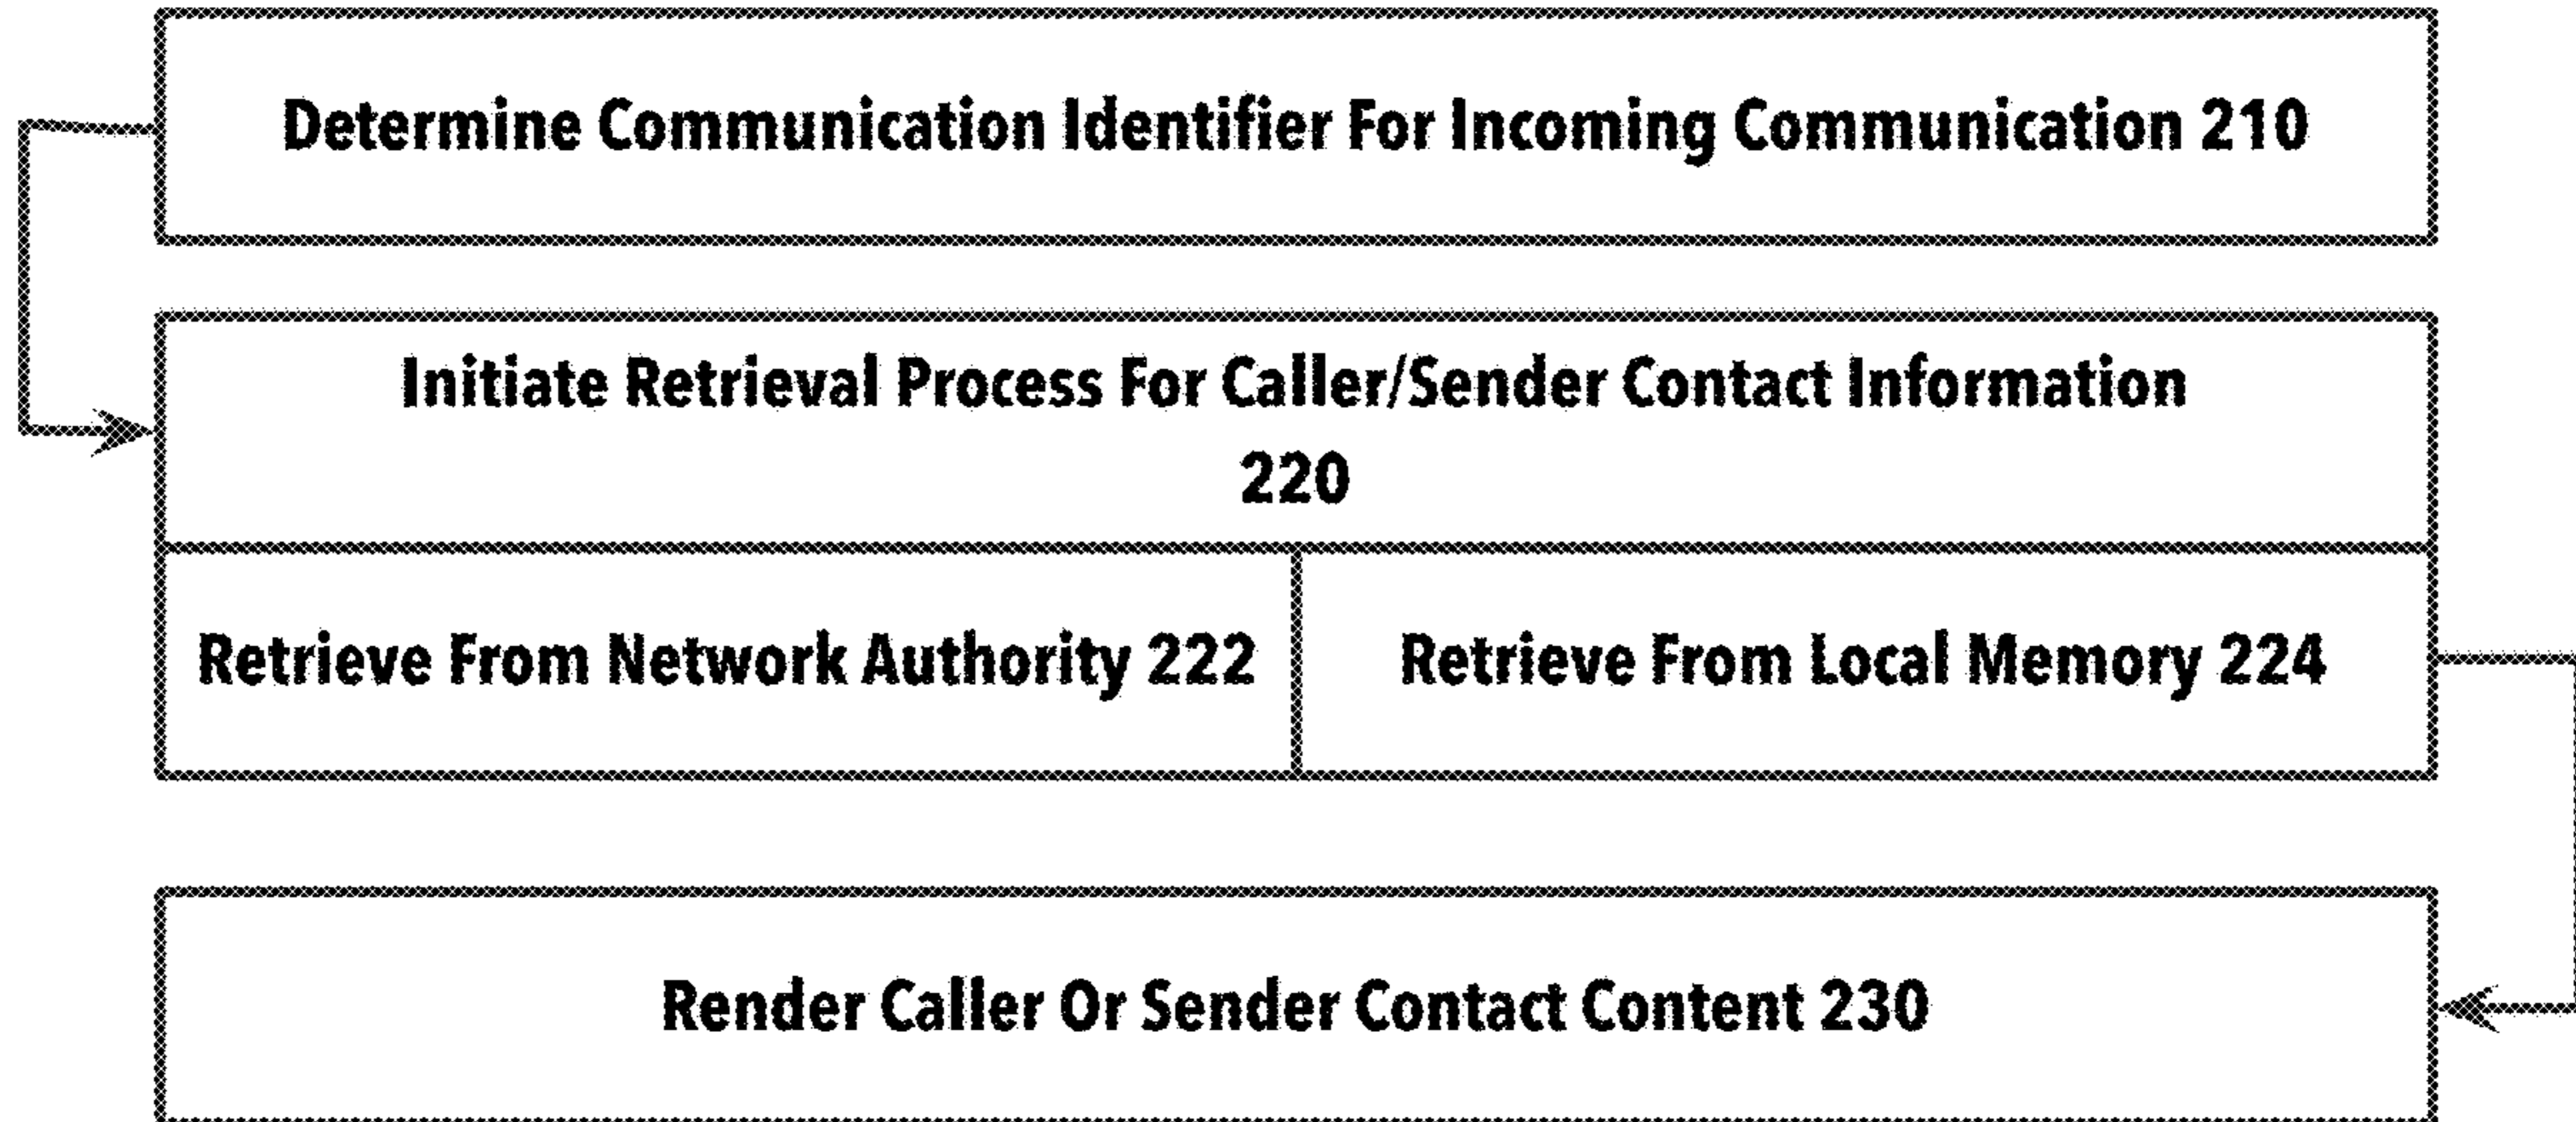 Determine Communication Identifier For Incoming Communication 210
Initiate Retrieval Process For Caller/Sender Contact Information
220
Retrieve From Network Authority 222
Retrieve From Local Memory 224
Render Caller Or Sender Contact Content 230